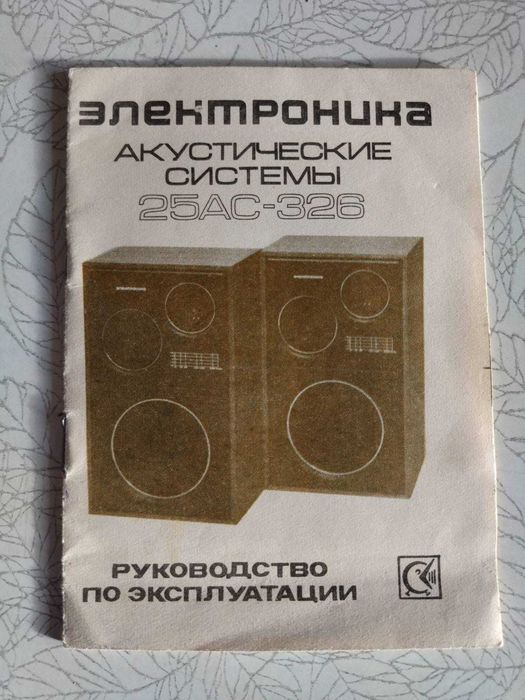 электроника
АКУСТИЧЕСКИЕ
СИСТЕМЫ
25АС-326
РУКОВОДСТВО
ПО ЭКСПЛУАТАЦИИ